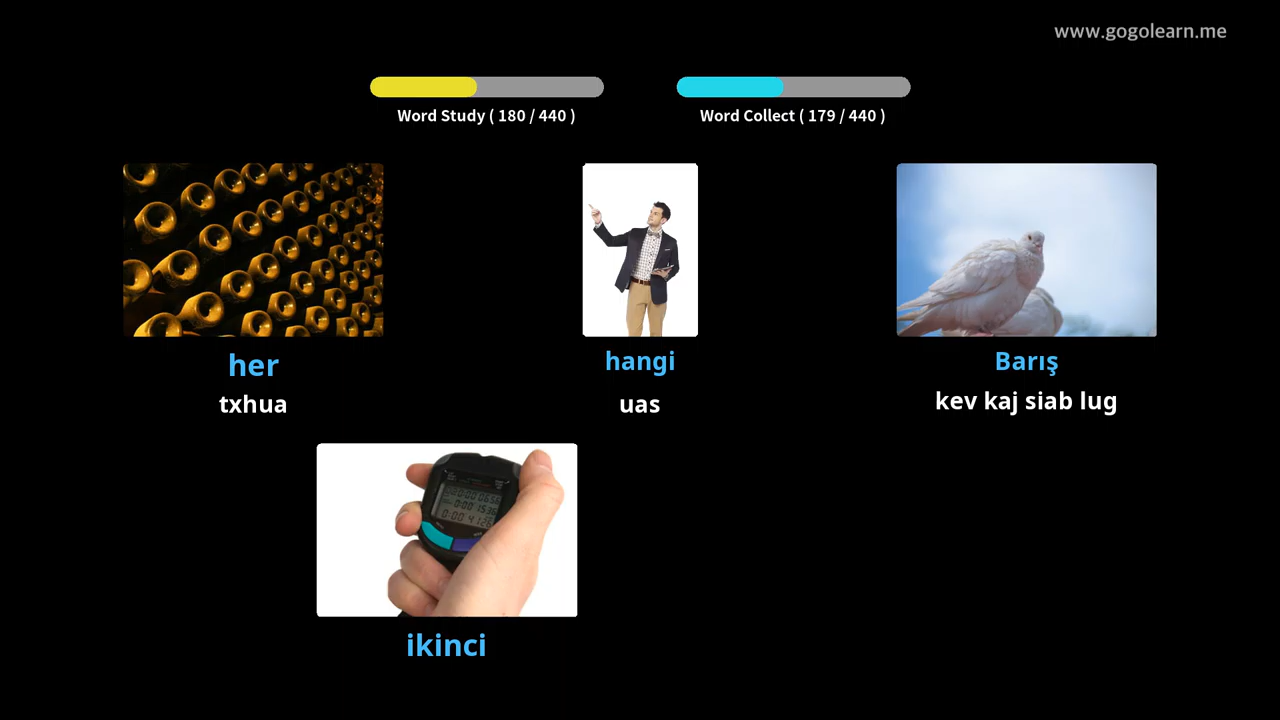 www.gogolearn.me
Word Study ( 180 / 440 )
Word Collect ( 179 / 440 )
her
txhua
hangi
uas
Barış
kev kaj siab lug
ikinci